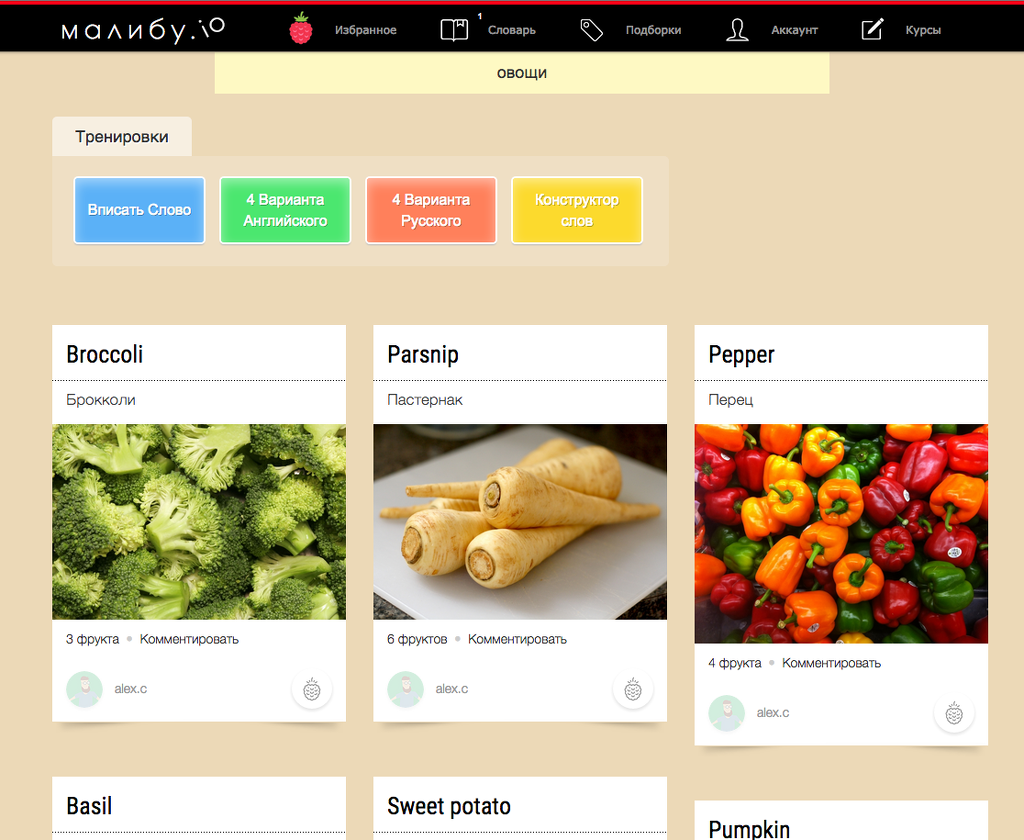 малибу.io
Избранное
1
Словарь
Подборки
Аккаунт
Курсы
овощи
Тренировки
Вписать Слово
4 Варианта
Английского
4 Варианта
Русского
Конструктор
слов
Broccoli
Брокколи
3 фрукта • Комментировать
alex.c
Parsnip
Пастернак
6 фруктов • Комментировать
alex.c
Pepper
Перец
4 фрукта • Комментировать
alex.c
Basil
Sweet potato
Pumpkin